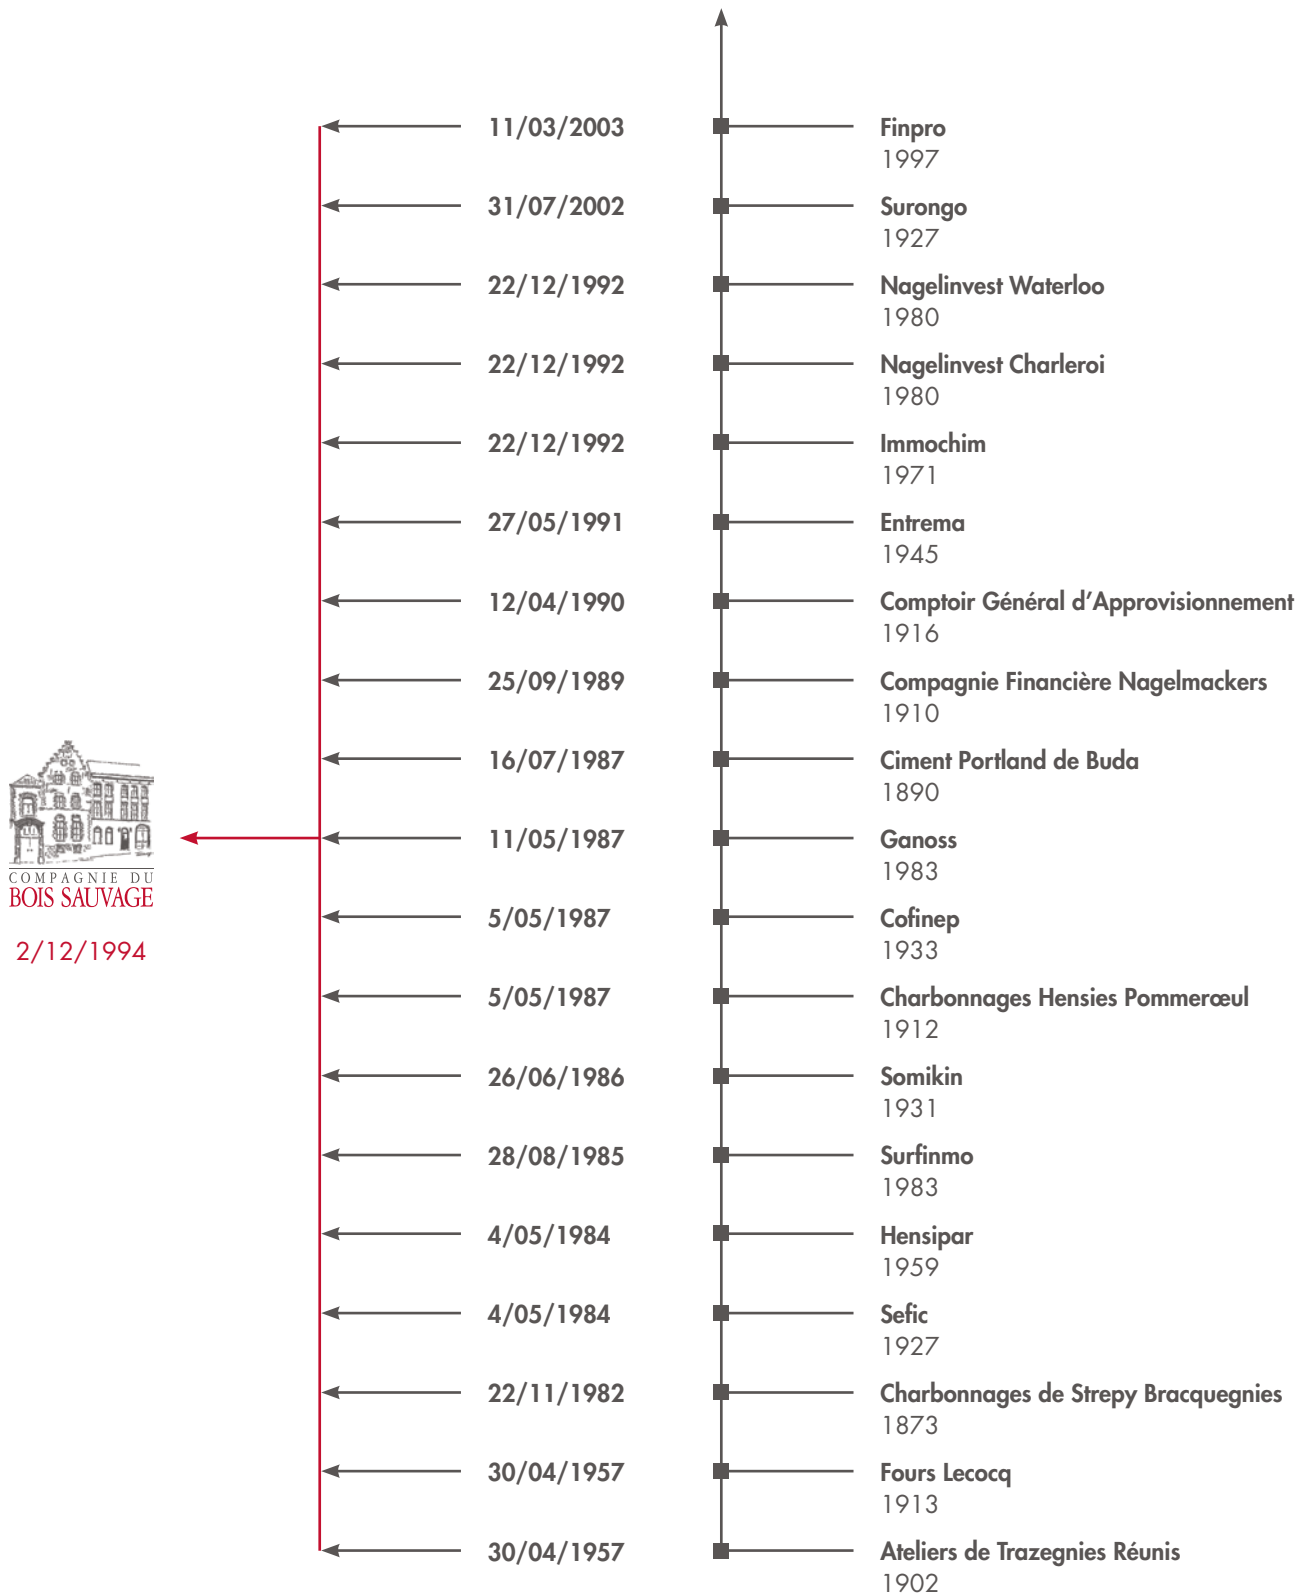 11/03/2003 Finpro
1997
31/07/2002 Surongo
1927
22/12/1992 Nagelinvest Waterloo
1980
22/12/1992 Nagelinvest Charleroi
1980
22/12/1992 Immochim
1971
27/05/1991 Entrema
1945
12/04/1990 Comptoir Général d’Approvisionnement
1916
25/09/1989 Compagnie Financière Nagelmackers
1910
16/07/1987 Ciment Portland de Buda
1890
11/05/1987 Ganoss
1983
COMPAGNIE DU
BOIS SAUVAGE
2/12/1994
5/05/1987 Cofinep
1933
5/05/1987 Charbonnages Hensies Pommerœul
1912
26/06/1986 Somikin
1931
28/08/1985 Surfinmo
1983
4/05/1984 Hensipar
1959
4/05/1984 Sefic
1927
22/11/1982 Charbonnages de Strepy Bracquegnies
1873
30/04/1957 Fours Lecocq
1913
30/04/1957 Ateliers de Trazegnies Réunis
1902